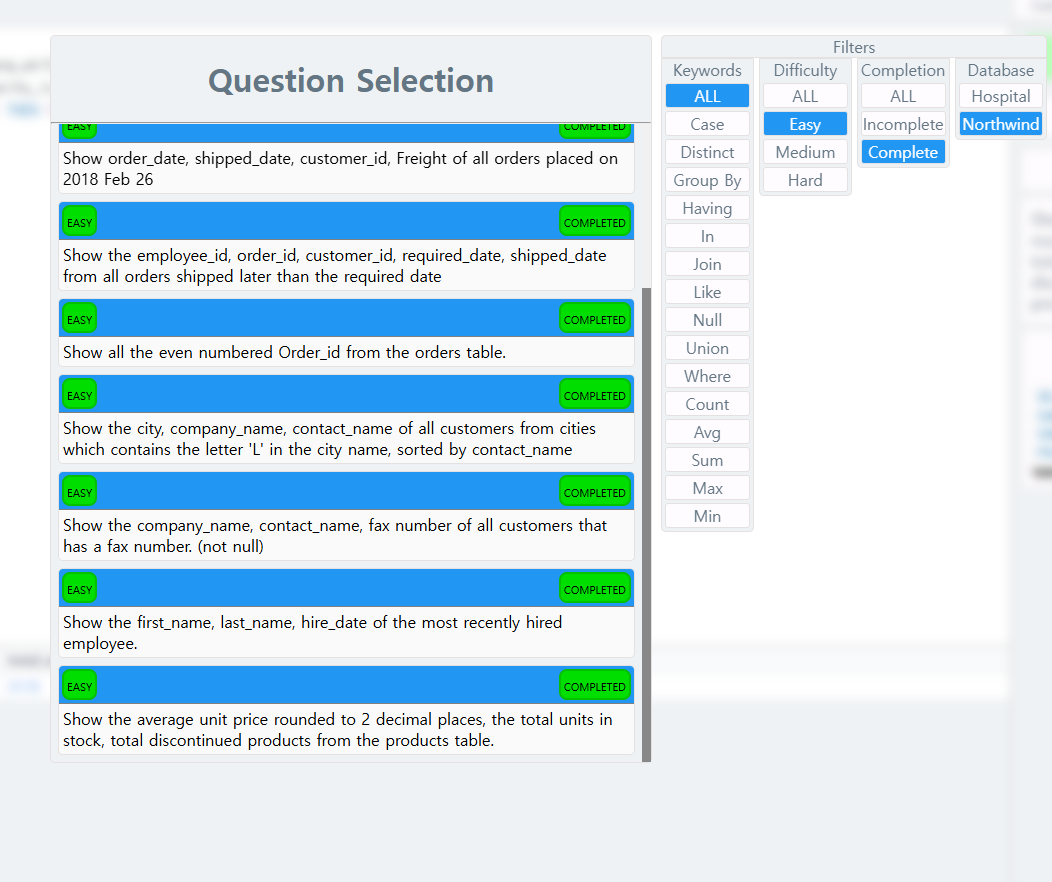 Question Selection
EASY
COMPLETED
Show order_date, shipped_date, customer_id, Freight of all orders placed on
2018 Feb 26
EASY
COMPLETED
Show the employee_id, order_id, customer_id, required_date, shipped_date
from all orders shipped later than the required date
EASY
COMPLETED
Show all the even numbered Order_id from the orders table.
EASY
COMPLETED
Show the city, company_name, contact_name of all customers from cities
which contains the letter 'L' in the city name, sorted by contact_name
EASY
COMPLETED
Show the company_name, contact_name, fax number of all customers that
has a fax number. (not null)
EASY
COMPLETED
Show the first_name, last_name, hire_date of the most recently hired
employee.
EASY
COMPLETED
Show the average unit price rounded to 2 decimal places, the total units in
stock, total discontinued products from the products table.
Filters
Keywords
ALL
Case
Distinct
Group By
Having
In
Join
Like
Null
Union
Where
Count
Avg
Sum
Max
Min
Difficulty
ALL
Easy
Medium
Hard
Completion
ALL
Incomplete
Complete
Database
Hospital
Northwind